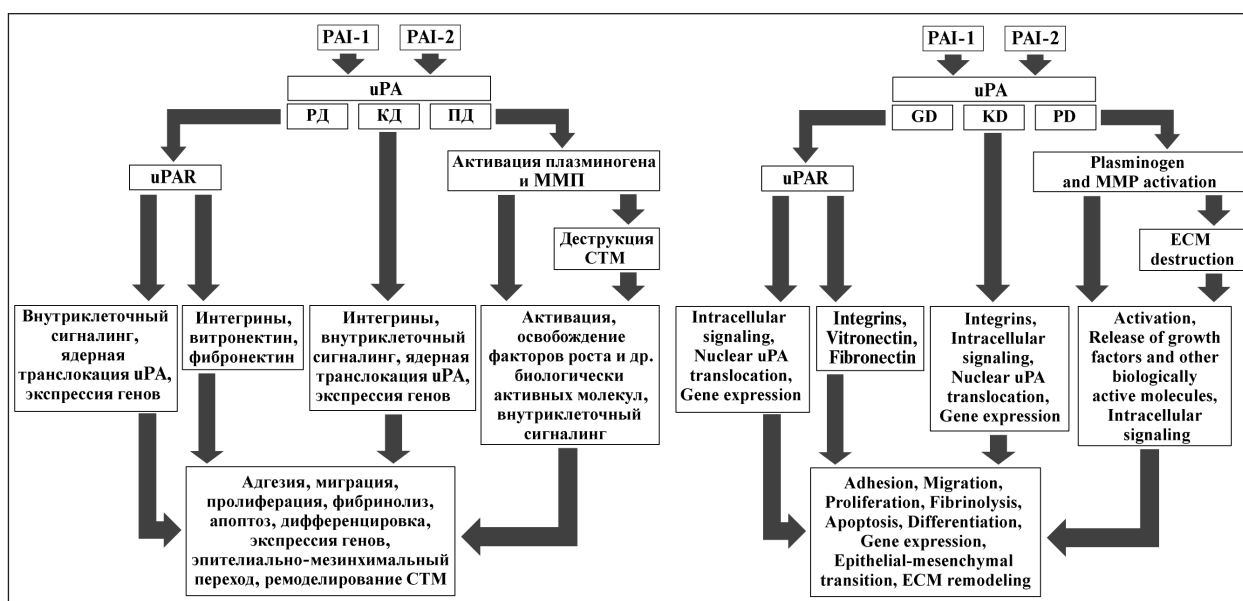 PAI-1
PAI-2
uPA
РД
КД
ПД
uPAR
Активация плазминогена
и ММП
Деструкция
СТМ
Внутриклеточный
сигналинг,
ядерная
транслокация uPA,
экспрессия генов
Интегрины,
витронектин,
фибронектин
Интегрины,
внутриклеточный
сигналинг, ядерная
транслокация uPA,
экспрессия генов
Активация,
освобождение
факторов роста и др.
биологически
активных молекул,
внутриклеточный
сигналинг
Адгезия, миграция,
пролиферация, фибринолиз,
апоптоз, дифференцировка,
экспрессия генов,
эпителиально-мезинхимальный
переход, ремоделирование СТМ
PAI-1
PAI-2
uPA
GD
KD
PD
uPAR
Plasminogen
and MMP activation
ECM
destruction
Intracellular
signaling,
Nuclear uPA
translocation,
Gene expression
Integrins,
Vitronectin,
Fibronectin
Integrins,
Intracellular
signaling,
Nuclear uPA
translocation,
Gene expression
Activation,
Release of growth
factors and other
biologically
active molecules,
Intracellular
signaling
Adhesion, Migration,
Proliferation, Fibrinolysis,
Apoptosis, Differentiation,
Gene expression,
Epithelial-mesenchymal
transition, ECM remodeling